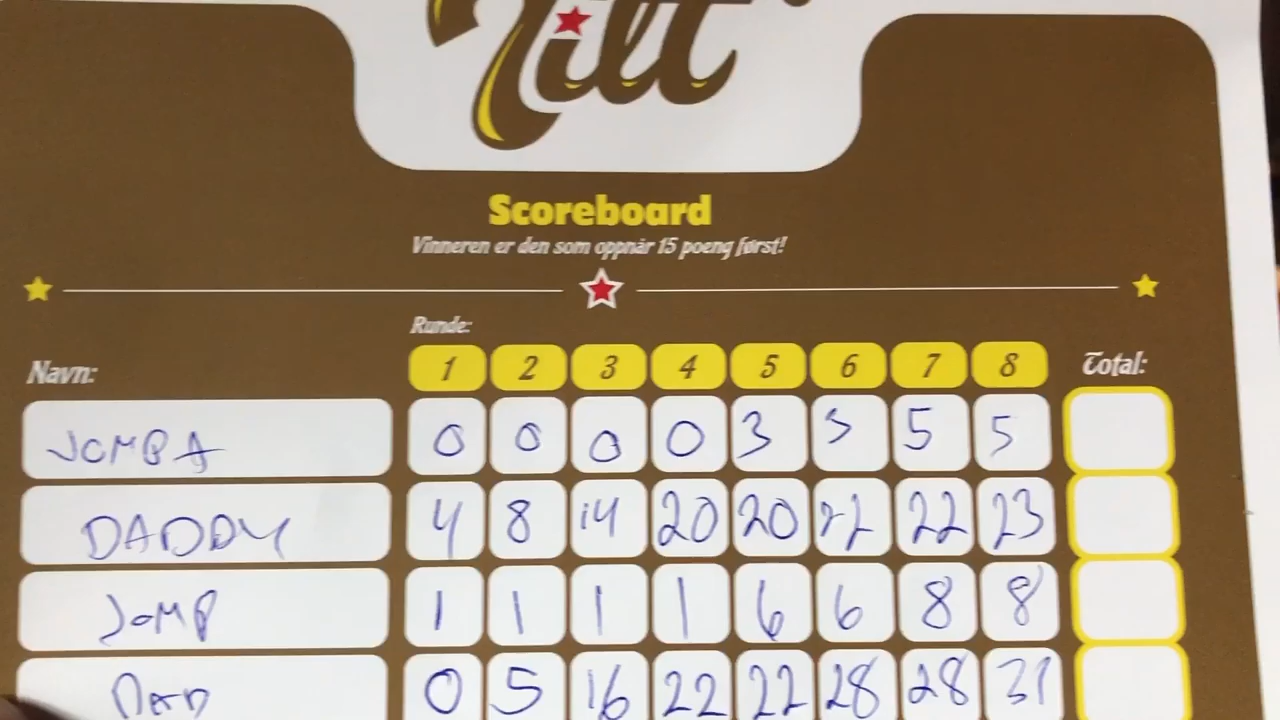 Tilt
Scoreboard
Vinneren er den som oppnår 15 poeng først!
Runde:
Navn: 1 2 3 4 5 6 7 8 Total:
JOMBA 0 0 0 0 3 3 5 5
DADDY 4 8 14 20 20 22 22 23
JOMP 1 1 1 1 6 6 8 8
0 5 16 22 22 28 28 31